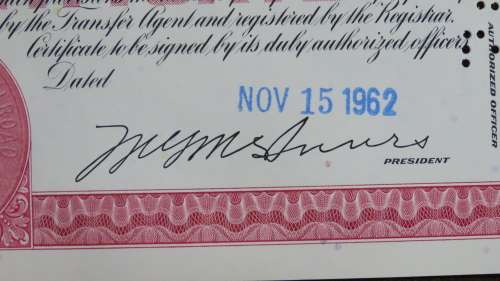 by the Transfer Agent and registered by the Registrar.
Certificate to be signed by its duly authorized officers
Dated
NOV 15 1962
PRESIDENT
AUTHORIZED OFFICER